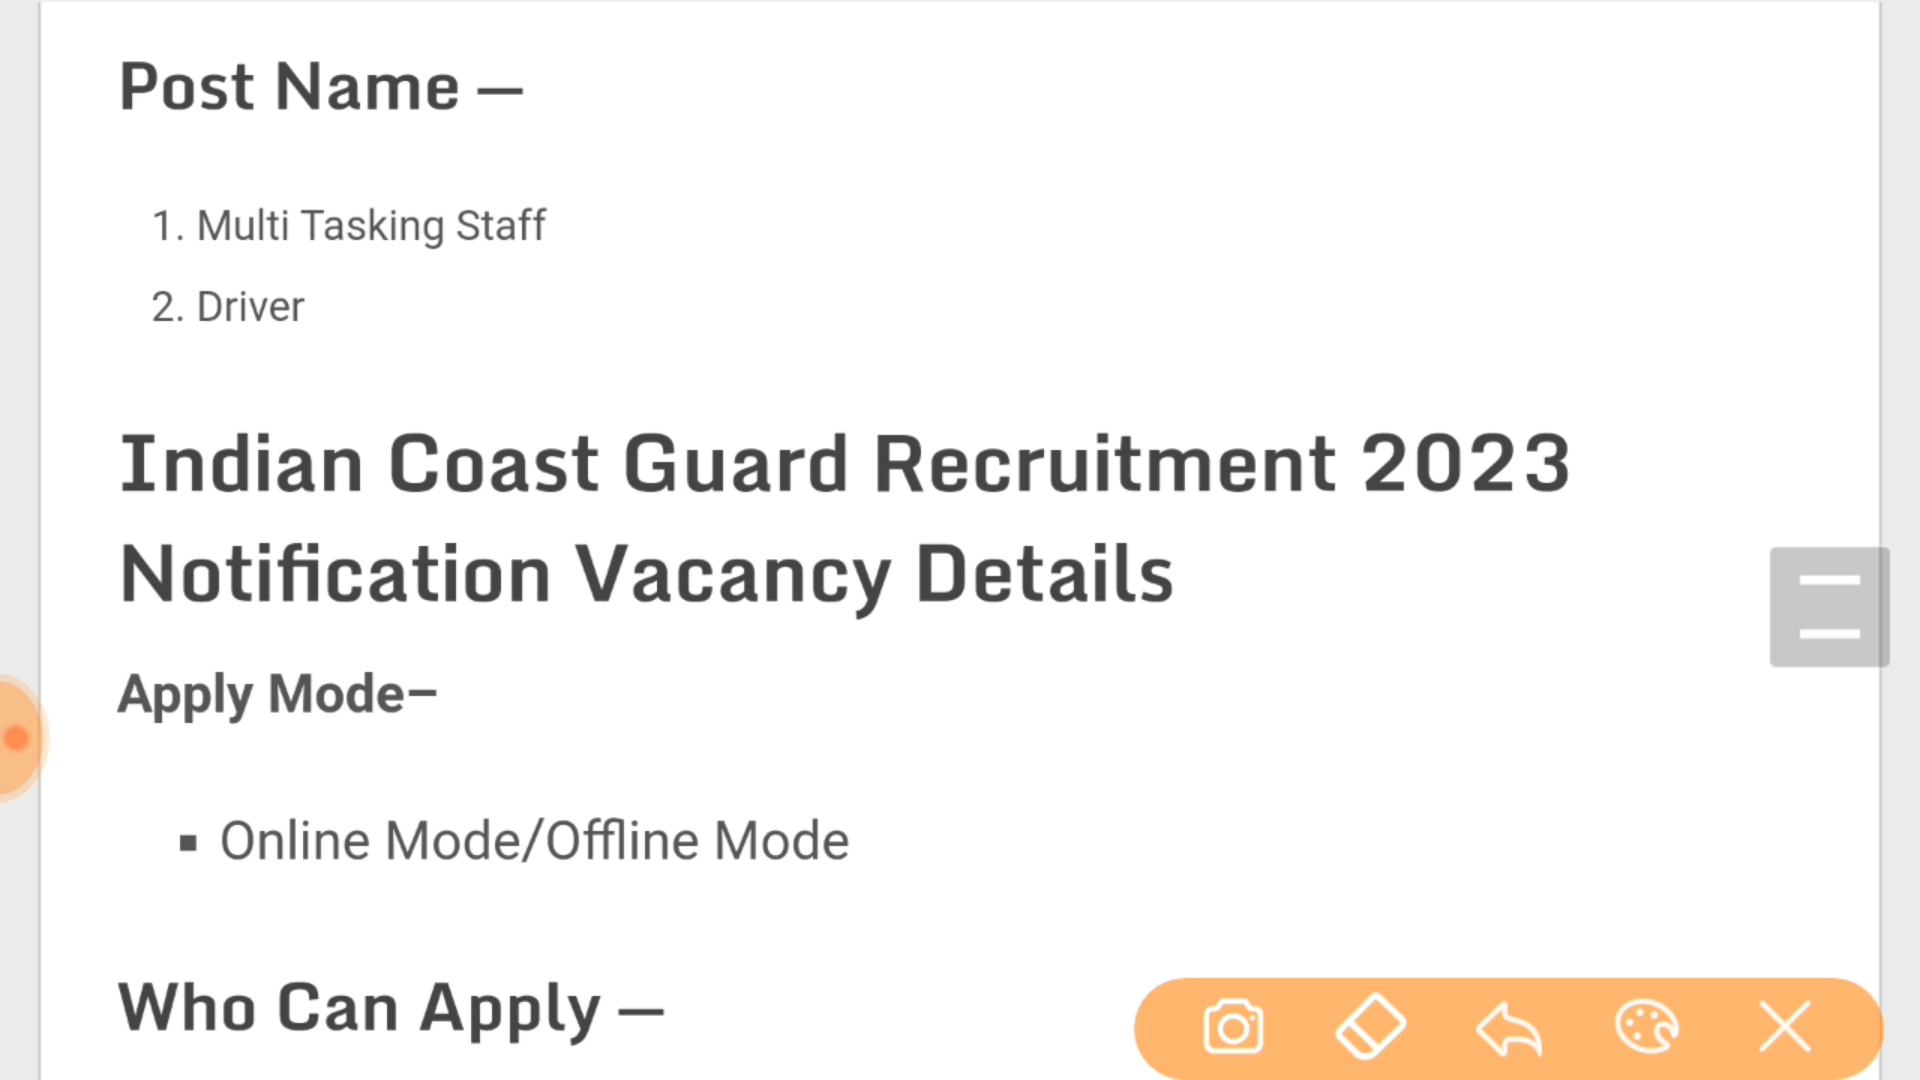 Post Name —
1. Multi Tasking Staff
2. Driver
Indian Coast Guard Recruitment 2023
Notification Vacancy Details
Apply Mode–
▪ Online Mode/Offline Mode
Who Can Apply —